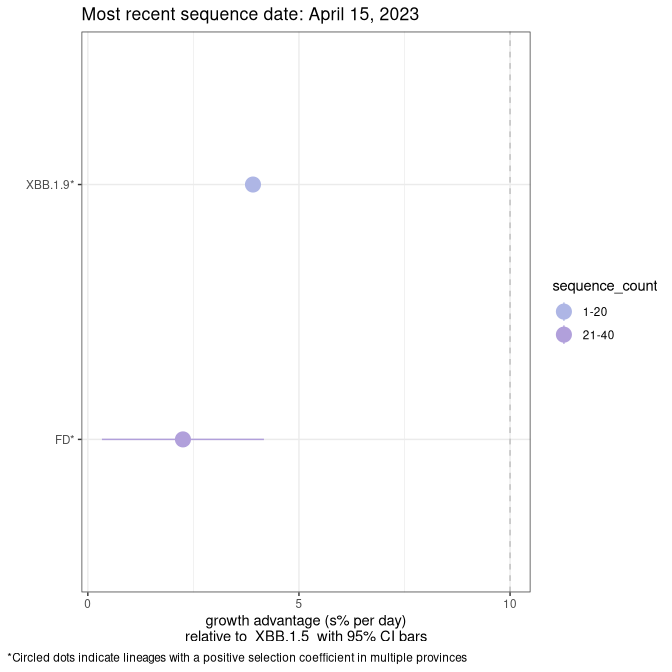 Most recent sequence date: April 15, 2023
XBB.1.9*
FD*
sequence_count
1-20
21-40
0
5
10
growth advantage (s% per day)
relative to  XBB.1.5  with 95% CI bars
*Circled dots indicate lineages with a positive selection coefficient in multiple provinces